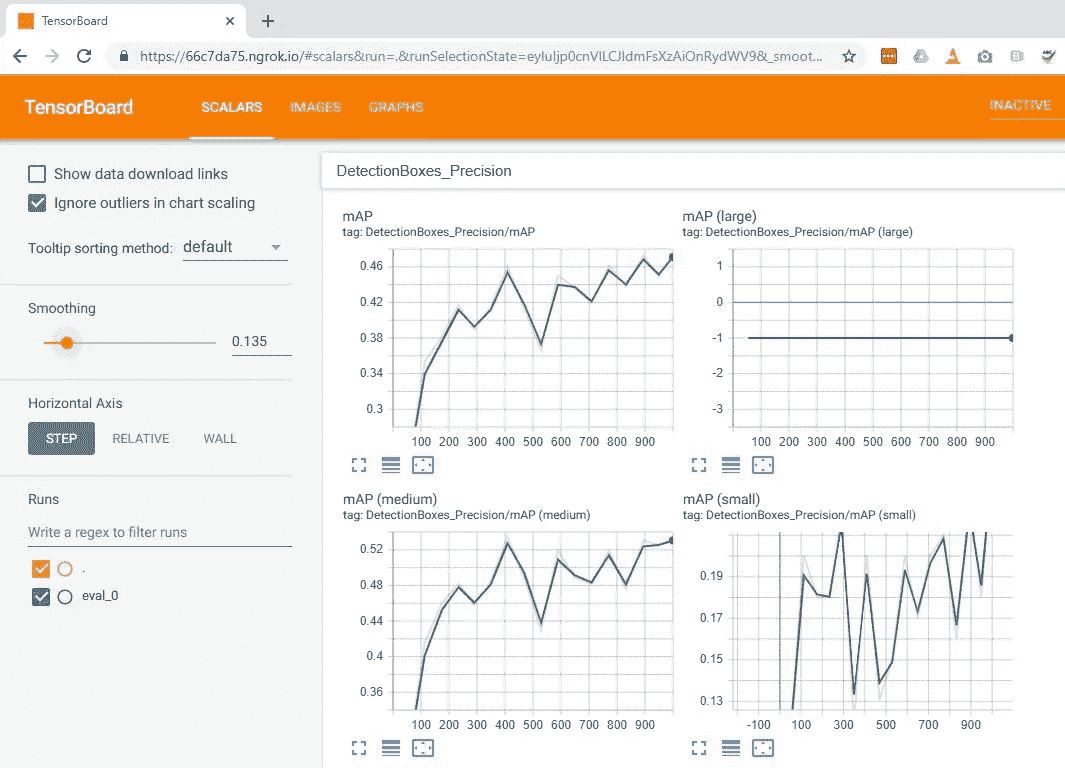 TensorBoard
https://66c7da75.ngrok.io/#scalars&run=.&runSelectionState=eyIuIjp0cnVlLCJldmFsXzAiOnRydWV9&_smoot...
TensorBoard
SCALARS
IMAGES
GRAPHS
INACTIVE
Show data download links
Ignore outliers in chart scaling
Tooltip sorting method: default
Smoothing
0.135
Horizontal Axis
STEP
RELATIVE
WALL
Runs
Write a regex to filter runs
.
eval_0
DetectionBoxes_Precision
mAP
tag: DetectionBoxes_Precision/mAP
0.46
0.42
0.38
0.34
0.3
100 200 300 400 500 600 700 800 900
mAP (large)
tag: DetectionBoxes_Precision/mAP (large)
1
0
-1
-2
-3
100 200 300 400 500 600 700 800 900
mAP (medium)
tag: DetectionBoxes_Precision/mAP (medium)
0.52
0.48
0.44
0.4
0.36
100 200 300 400 500 600 700 800 900
mAP (small)
tag: DetectionBoxes_Precision/mAP (small)
0.19
0.17
0.15
0.13
-100 100 300 500 700 900